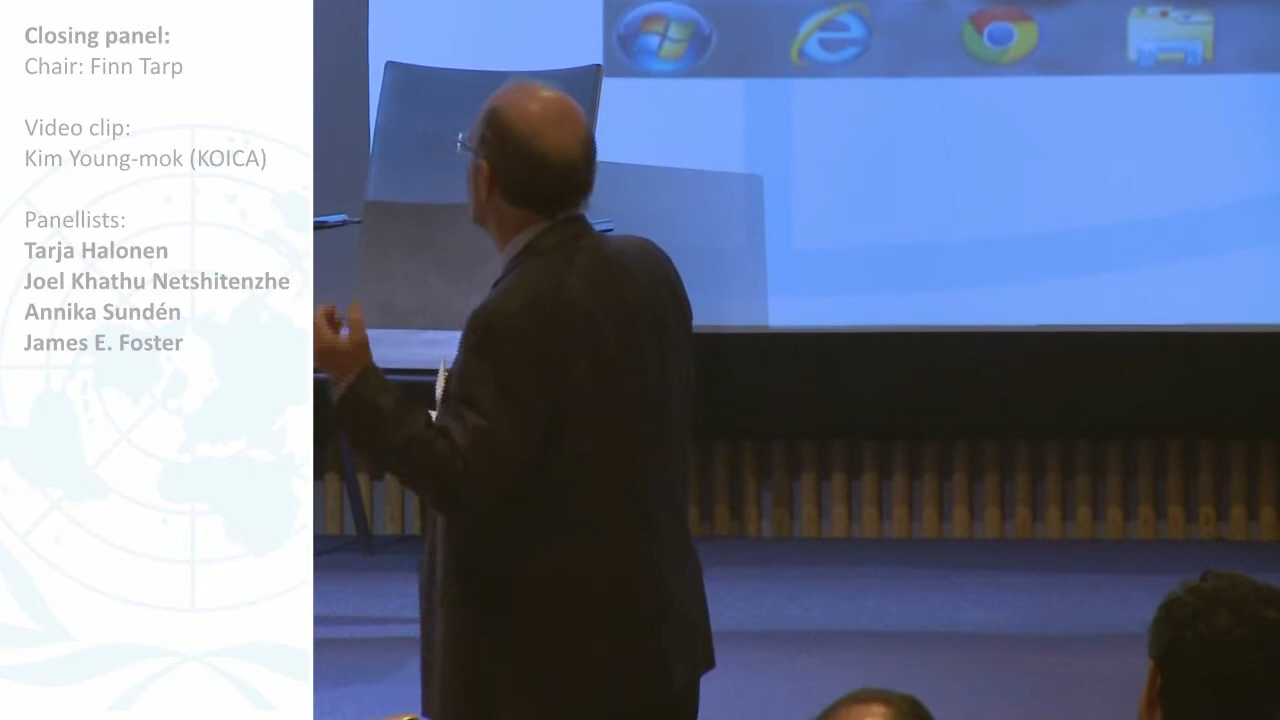 Closing panel:
Chair: Finn Tarp
Video clip:
Kim Young-mok (KOICA)
Panellists:
Tarja Halonen
Joel Khathu Netshitenzhe
Annika Sundén
James E. Foster